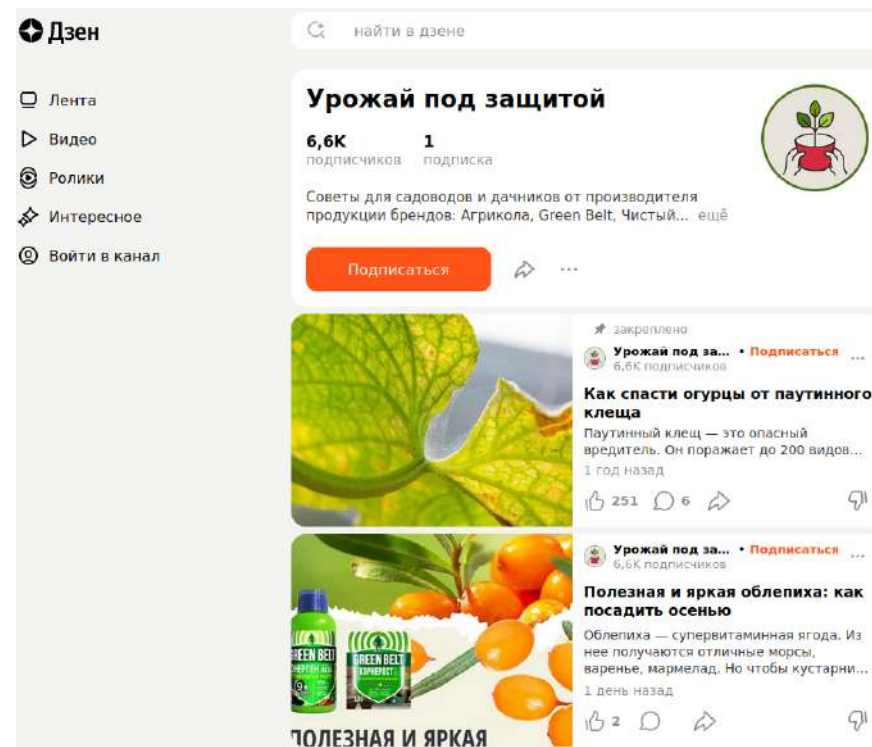 Дзен
найти в дзене
Лента
Видео
Ролики
Интересное
Войти в канал
Урожай под защитой
6,6K 1
подписчиков подписка
Советы для садоводов и дачников от производителя
продукции брендов: Агрикола, Green Belt, Чистый... ещё
Подписаться
закреплено
Урожай под за... • Подписаться
6,6K подписчиков
Как спасти огурцы от паутинного
клеща
Паутинный клещ — это опасный
вредитель. Он поражает до 200 видов...
1 год назад
251 6
Урожай под за... • Подписаться
6,6K подписчиков
Полезная и яркая облепиха: как
посадить осенью
Облепиха — супервитаминная ягода. Из
нее получаются отличные морсы,
варенье, мармелад. Но чтобы кустарни...
1 день назад
2
GREEN BELT
КОРНЕРОСТ
ПОЛЕЗНАЯ И ЯРКАЯ